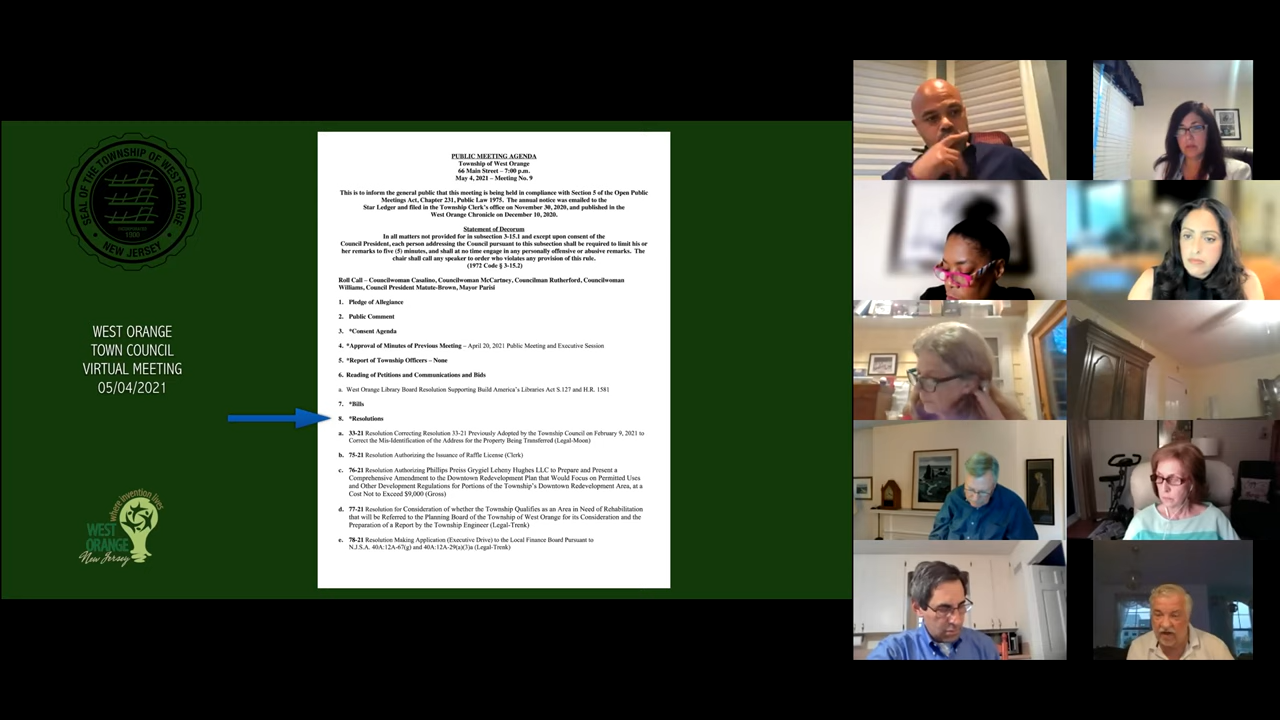 SEAL OF THE TOWNSHIP OF WEST ORANGE
1900
NEW JERSEY
WEST ORANGE
TOWN COUNCIL
VIRTUAL MEETING
05/04/2021
where invention lives
WEST
ORANGE
New Jersey
PUBLIC MEETING AGENDA
Township of West Orange
66 Main Street – 7:00 p.m.
May 4, 2021 – Meeting No. 9
This is to inform the general public that this meeting is being held in compliance with Section 5 of the Open Public
Meetings Act, Chapter 231, Public Law 1975. The annual notice was emailed to the
Star Ledger and filed in the Township Clerk's office on November 30, 2020, and published in the
West Orange Chronicle on December 10, 2020.
Statement of Decorum
In all matters not provided for in subsection 3-15.1 and except upon consent of the
Council President, each person addressing the Council pursuant to this subsection shall be required to limit his or
her remarks to five (5) minutes, and shall at no time engage in any personally offensive or abusive remarks. The
chair shall call any speaker to order who violates any provision of this rule.
(1972 Code § 3-15.2)
Roll Call – Councilwoman Casalino, Councilwoman McCartney, Councilman Rutherford, Councilwoman
Williams, Council President Matute-Brown, Mayor Parisi
1. Pledge of Allegiance
2. Public Comment
3. *Consent Agenda
4. *Approval of Minutes of Previous Meeting – April 20, 2021 Public Meeting and Executive Session
5. *Report of Township Officers – None
6. Reading of Petitions and Communications and Bids
a. West Orange Library Board Resolution Supporting Build America's Libraries Act S.127 and H.R. 1581
7. *Bills
8. *Resolutions
a. 33-21 Resolution Correcting Resolution 33-21 Previously Adopted by the Township Council on February 9, 2021 to
Correct the Mis-Identification of the Address for the Property Being Transferred (Legal-Moon)
b. 75-21 Resolution Authorizing the Issuance of Raffle License (Clerk)
c. 76-21 Resolution Authorizing Phillips Preiss Grygiel Leheny Hughes LLC to Prepare and Present a
Comprehensive Amendment to the Downtown Redevelopment Plan that Would Focus on Permitted Uses
and Other Development Regulations for Portions of the Township's Downtown Redevelopment Area, at a
Cost Not to Exceed $9,000 (Gross)
d. 77-21 Resolution for Consideration of whether the Township Qualifies as an Area in Need of Rehabilitation
that will be Referred to the Planning Board of the Township of West Orange for its Consideration and the
Preparation of a Report by the Township Engineer (Legal-Trenk)
e. 78-21 Resolution Making Application (Executive Drive) to the Local Finance Board Pursuant to
N.J.S.A. 40A:12A-67(g) and 40A:12A-29(a)(3)a (Legal-Trenk)